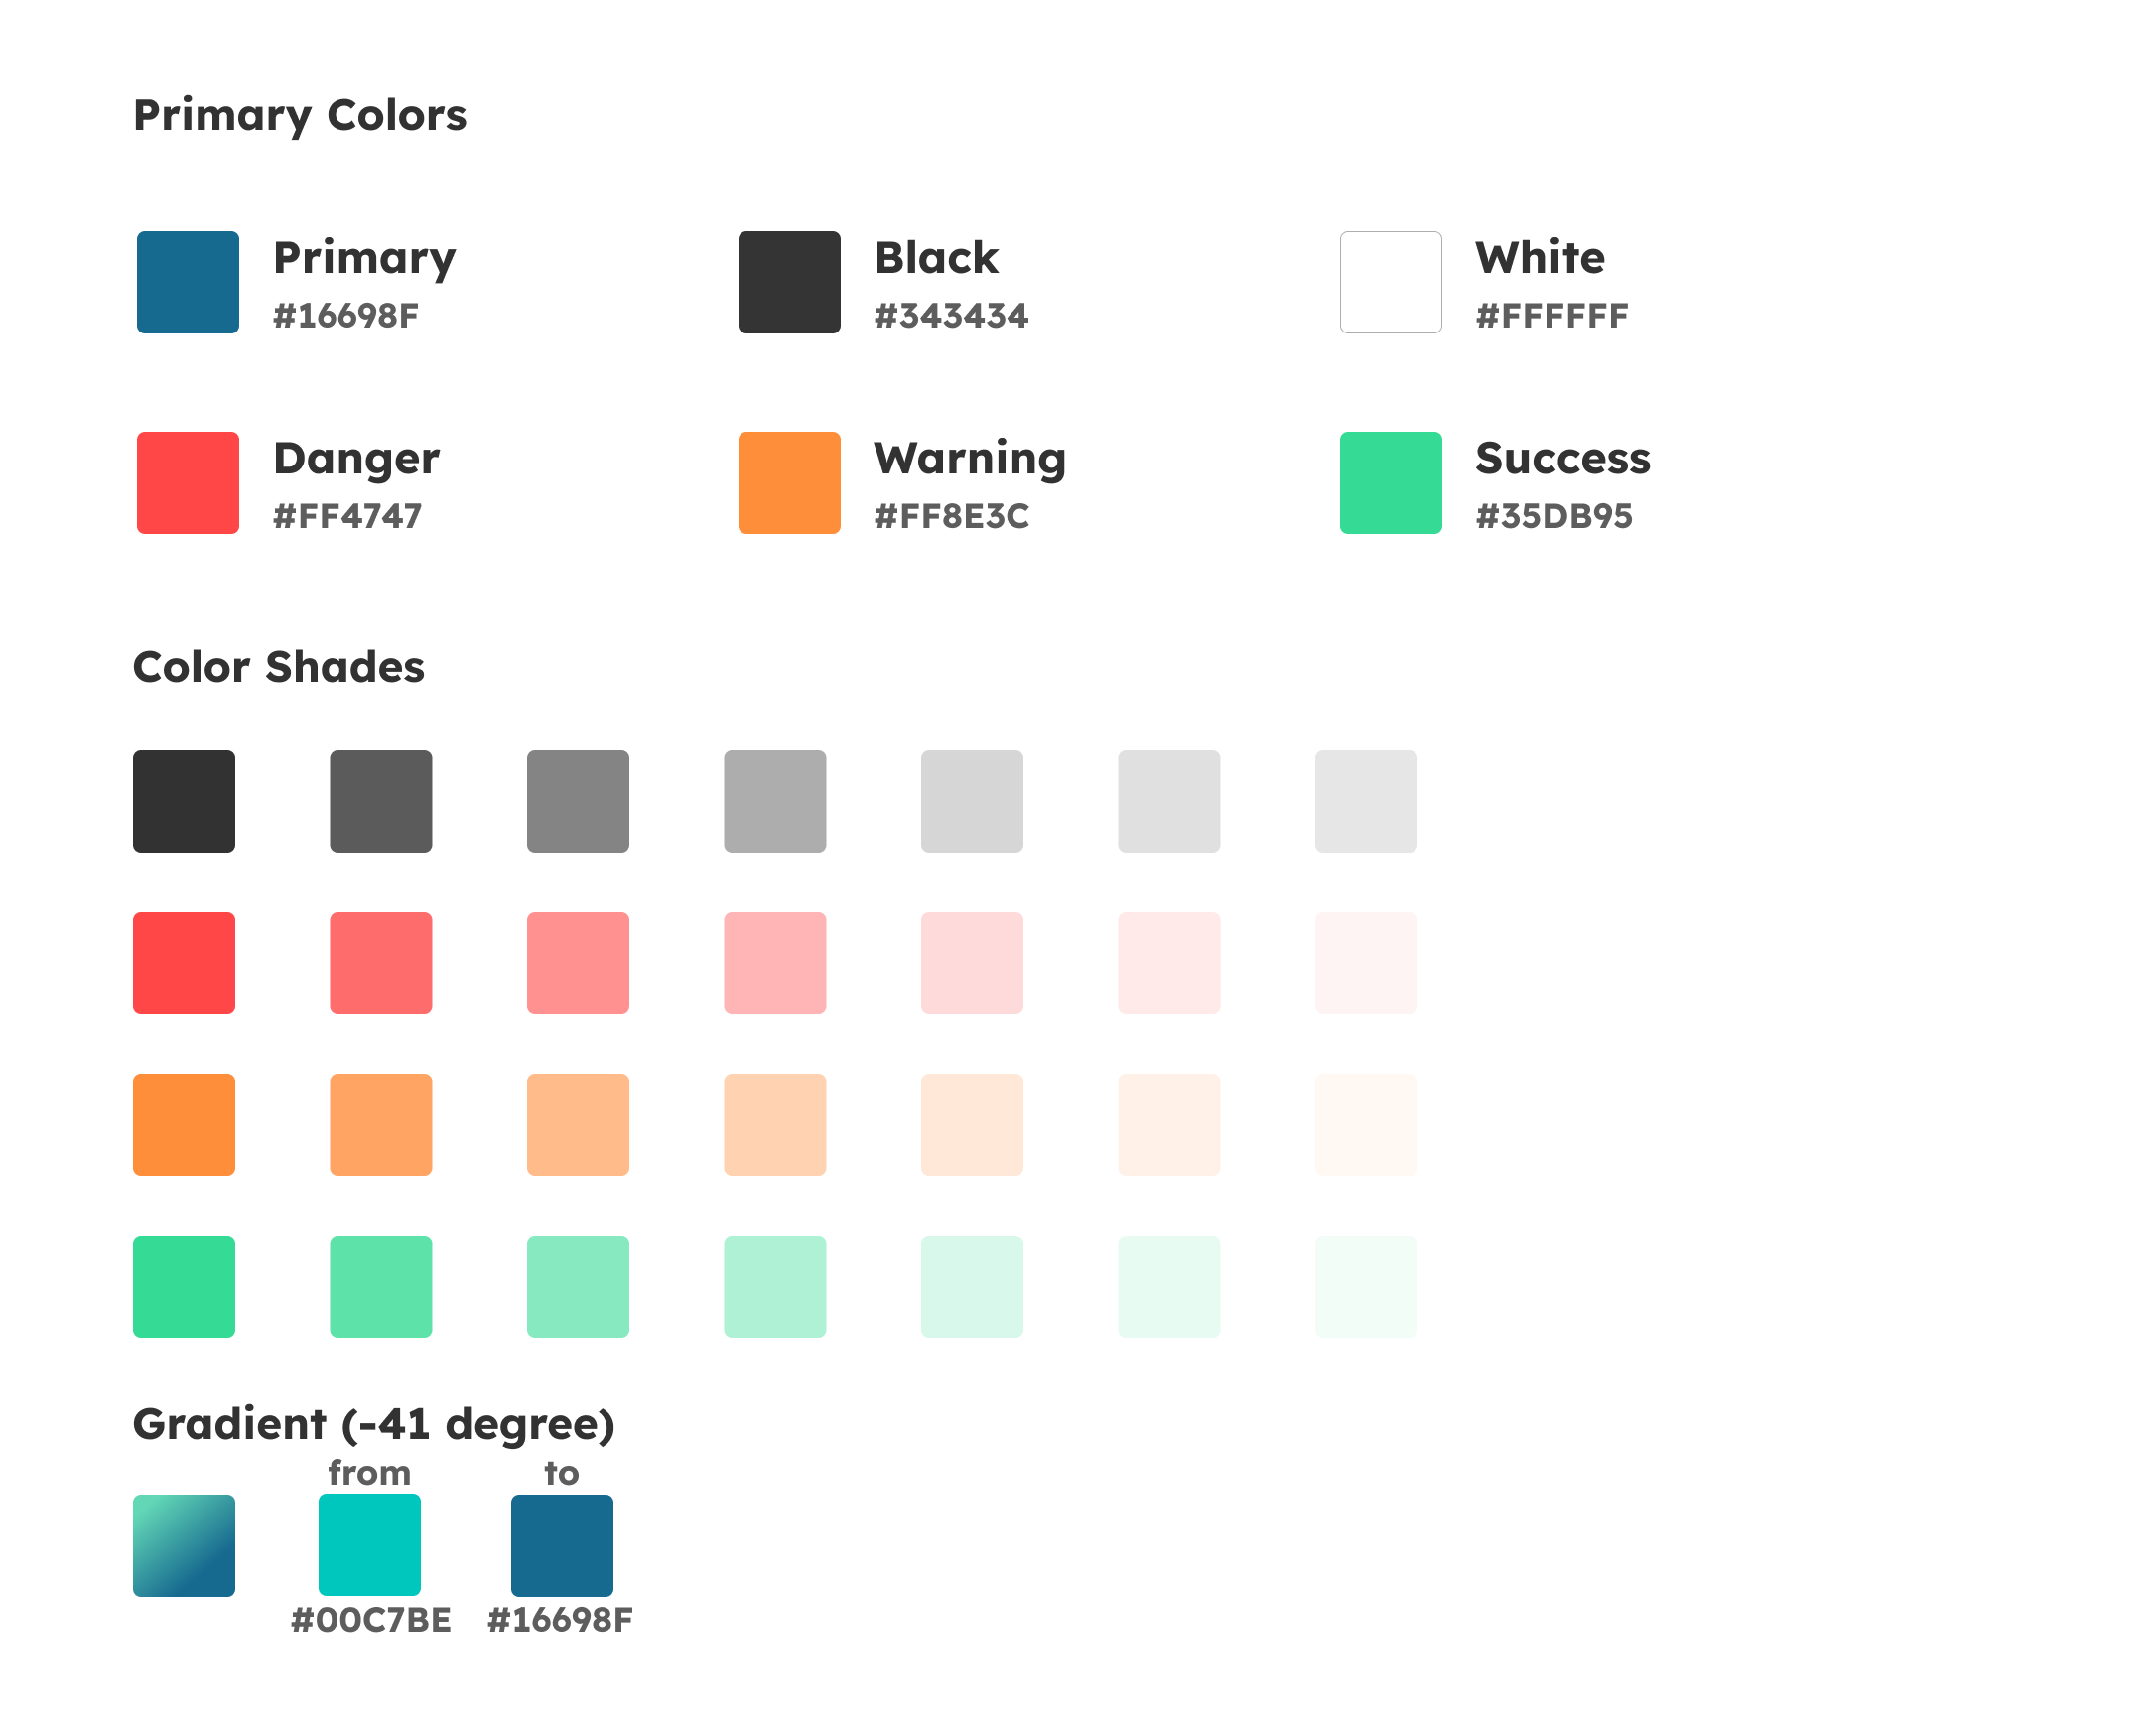 Primary Colors
Primary
#16698F
Black
#343434
White
#FFFFFF
Danger
#FF4747
Warning
#FF8E3C
Success
#35DB95
Color Shades
Gradient (-41 degree)
from
to
#00C7BE
#16698F